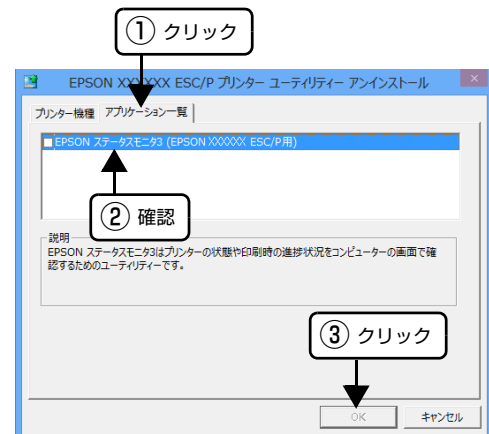 ① クリック
EPSON XXXXXX ESC/P プリンター ユーティリティー アンインストール
プリンター機種 アプリケーション一覧
EPSON ステータスモニタ3 (EPSON XXXXXX ESC/P用)
② 確認
説明
EPSON ステータスモニタ3はプリンターの状態や印刷時の進捗状況をコンピューターの画面で確
認するためのユーティリティーです。
③ クリック
OK キャンセル